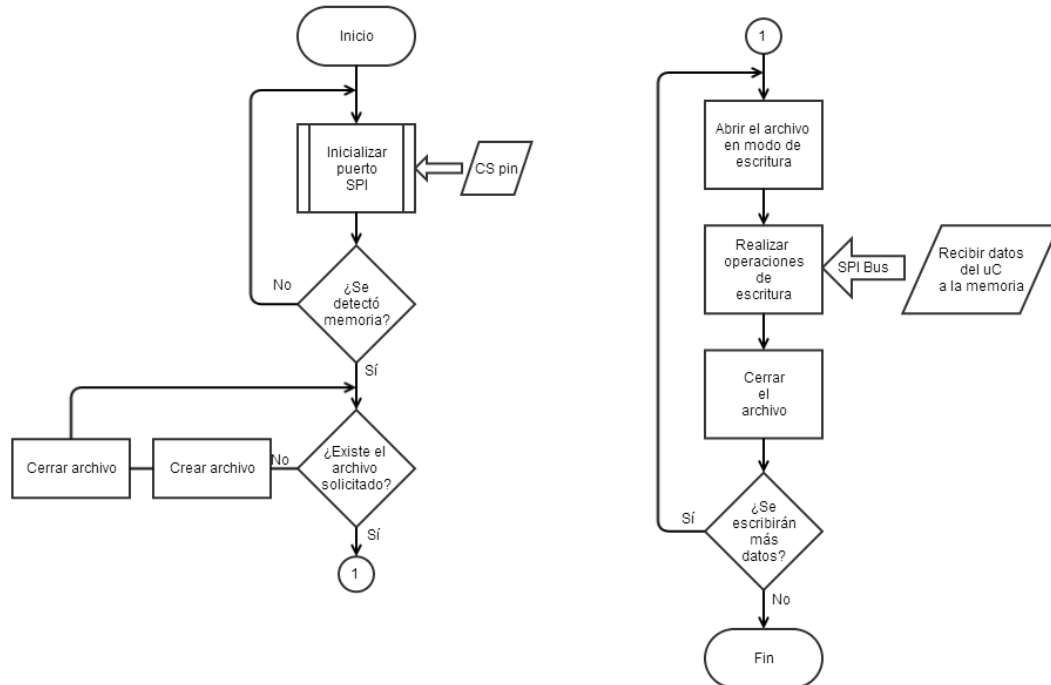 Inicio
Inicializar
puerto
SPI
CS pin
¿Se
detectó
memoria?
No
Sí
¿Existe el
archivo
solicitado?
No
Crear archivo
Cerrar archivo
Sí
1
1
Abrir el archivo
en modo de
escritura
Realizar
operaciones
de
escritura
SPI Bus
Recibir datos
del uC
a la memoria
Cerrar
el
archivo
¿Se
escribirán
más
datos?
Sí
No
Fin